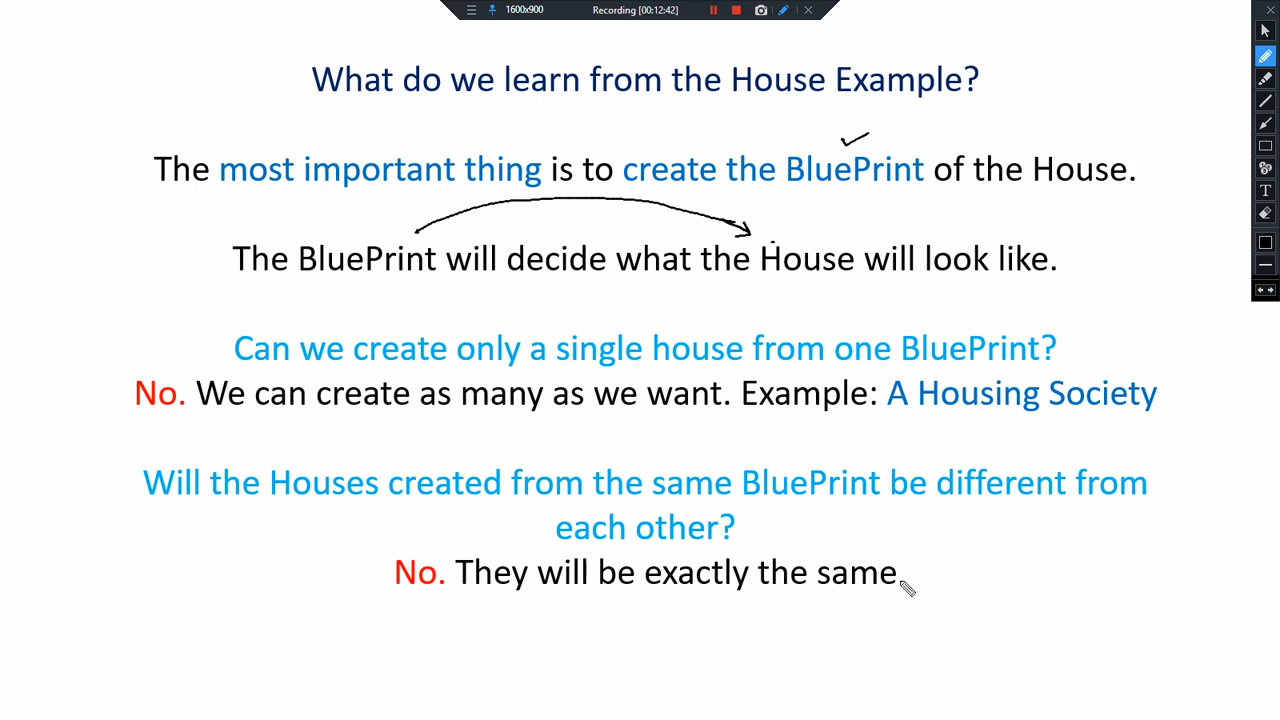 1600x900 Recording [00:12:42]
What do we learn from the House Example?
The most important thing is to create the BluePrint of the House.
The BluePrint will decide what the House will look like.
Can we create only a single house from one BluePrint?
No. We can create as many as we want. Example: A Housing Society
Will the Houses created from the same BluePrint be different from
each other?
No. They will be exactly the same.